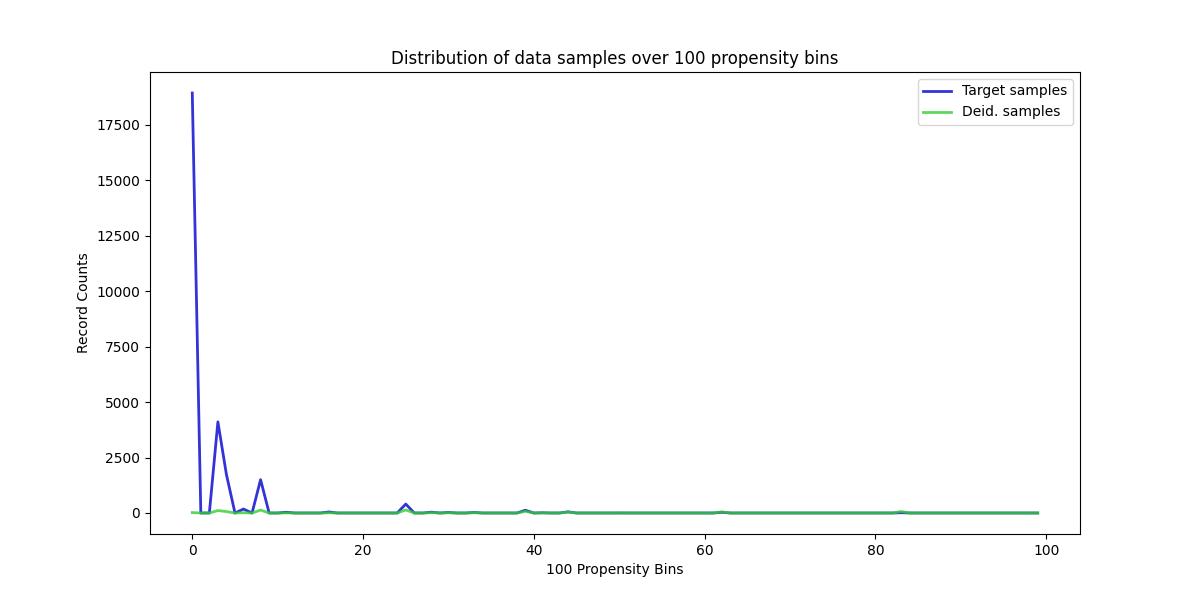 Distribution of data samples over 100 propensity bins
Target samples
Deid. samples
Record Counts
17500
15000
12500
10000
7500
5000
2500
0
0 20 40 60 80 100
100 Propensity Bins